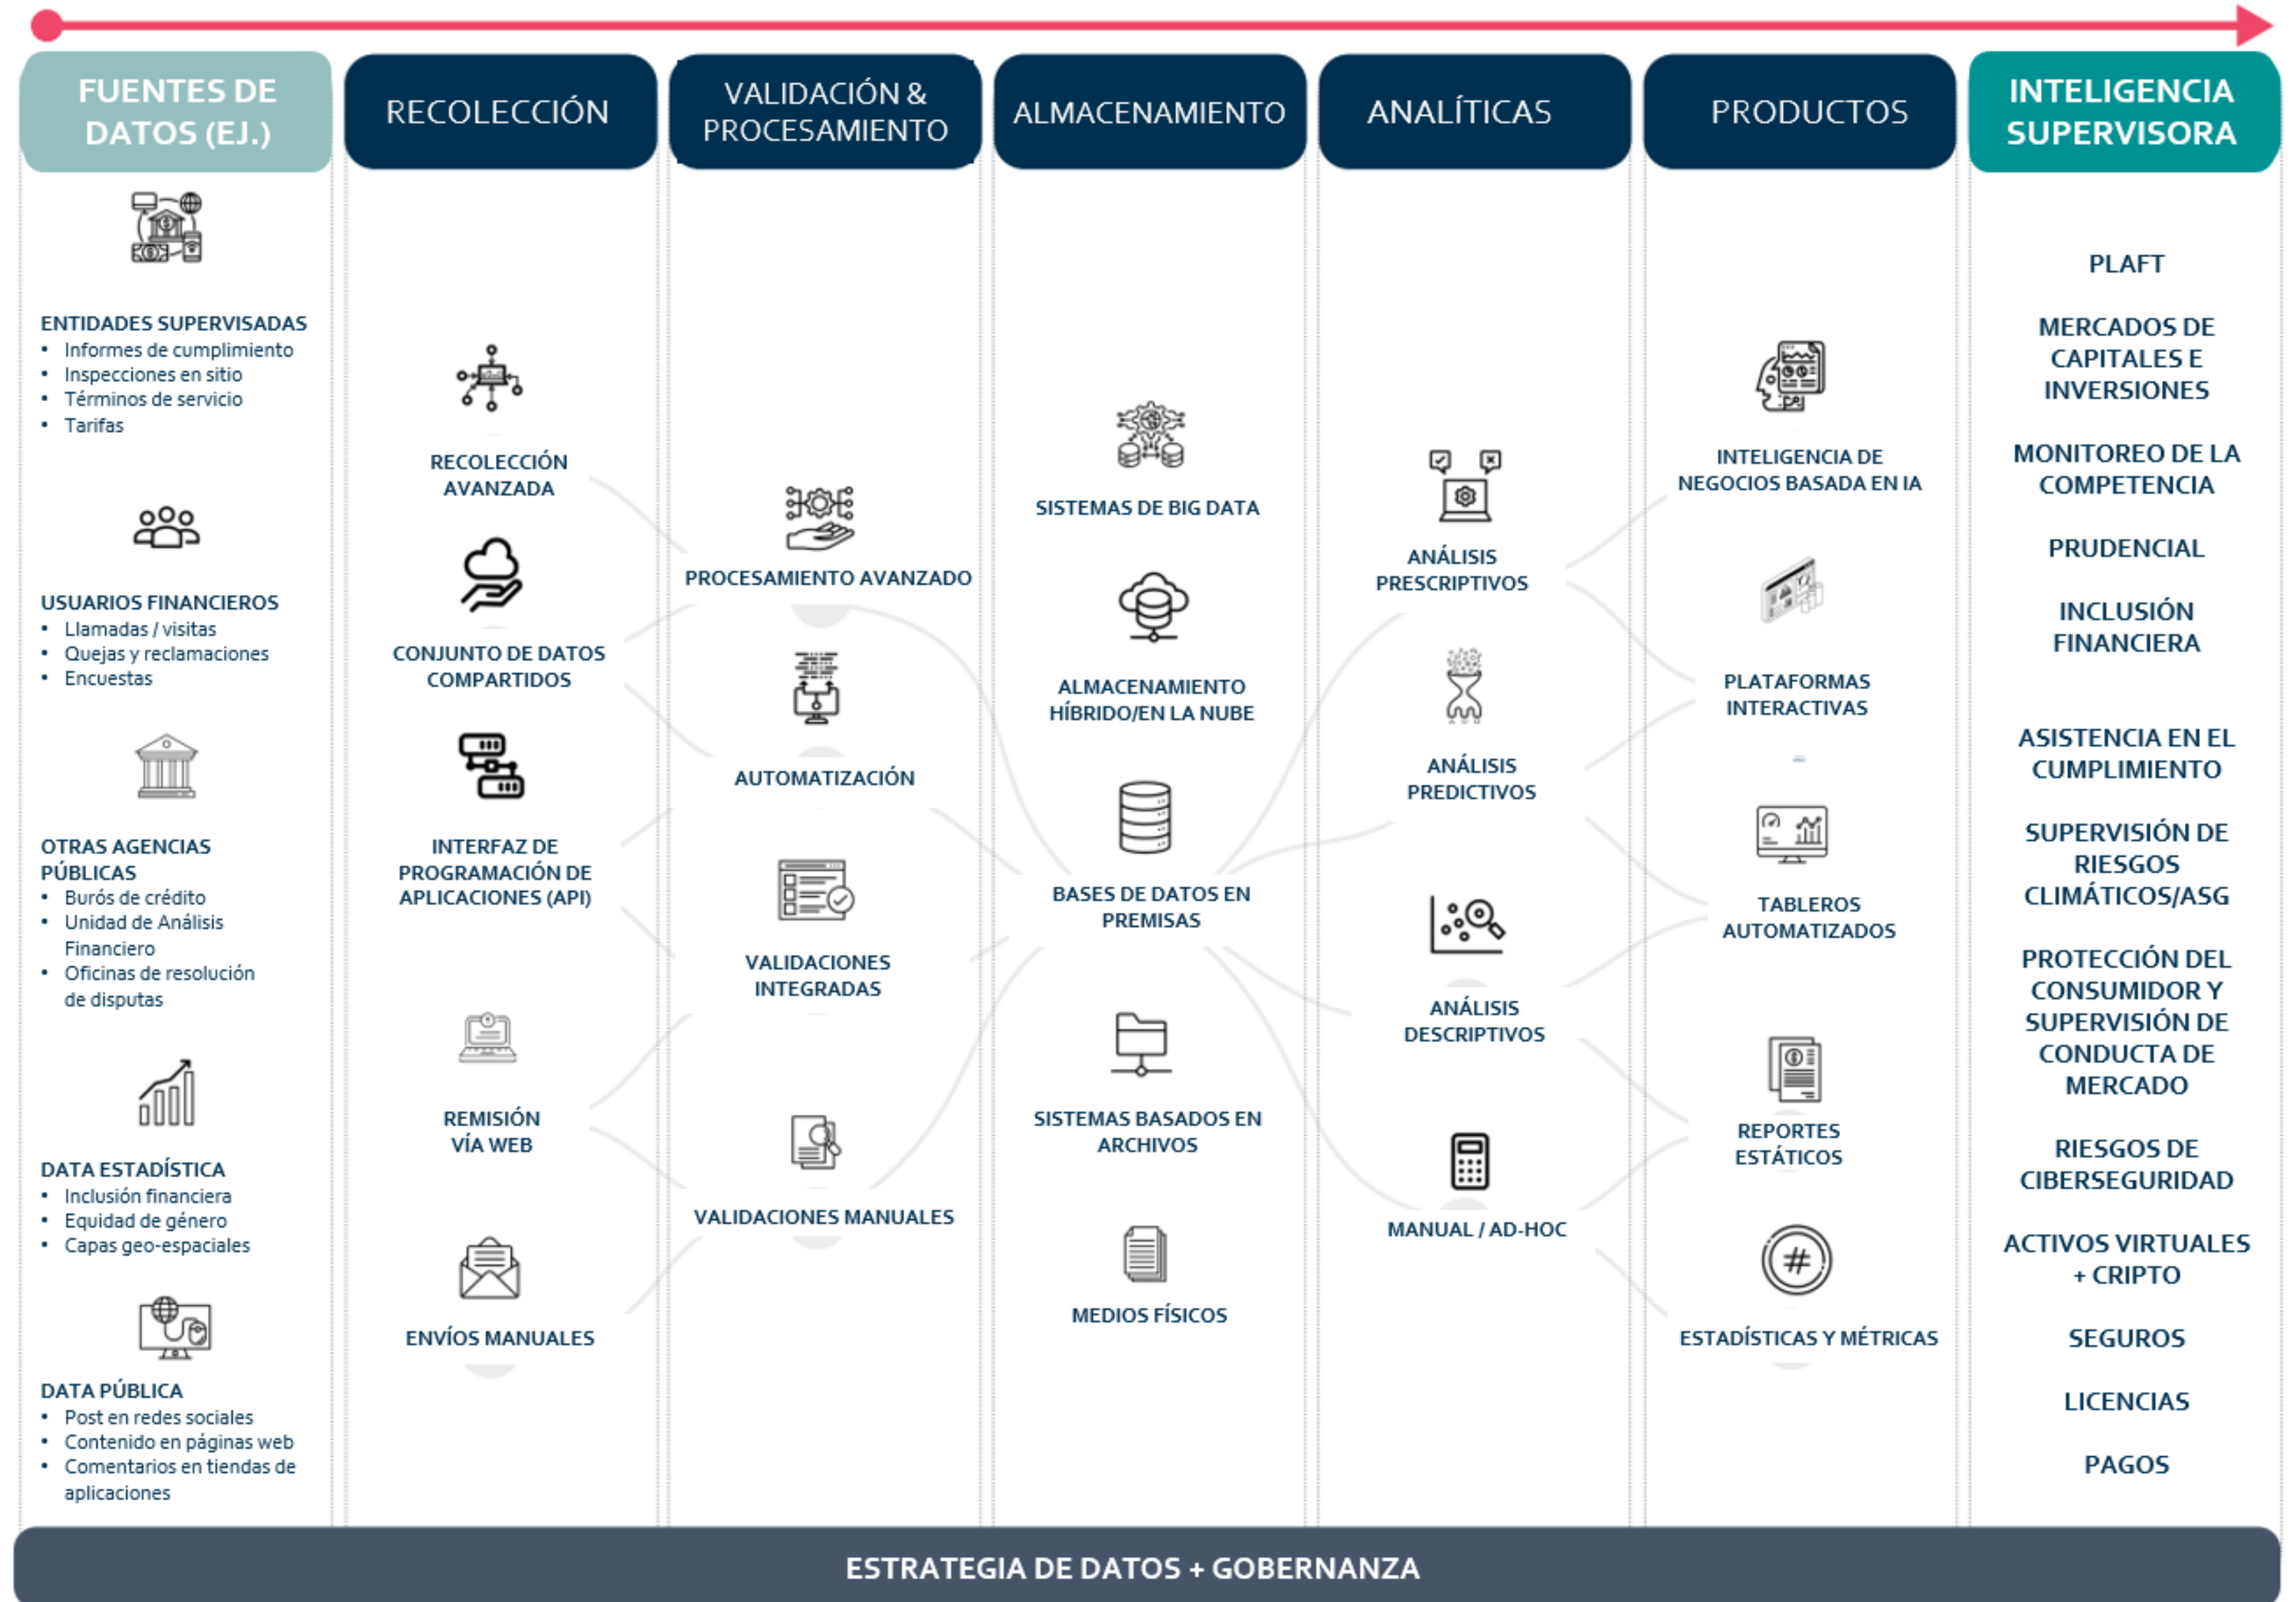 FUENTES DE
DATOS (EJ.)
RECOLECCIÓN
VALIDACIÓN &
PROCESAMIENTO
ALMACENAMIENTO
ANALÍTICAS
PRODUCTOS
INTELIGENCIA
SUPERVISORA
ENTIDADES SUPERVISADAS
• Informes de cumplimiento
• Inspecciones en sitio
• Términos de servicio
• Tarifas
USUARIOS FINANCIEROS
• Llamadas / visitas
• Quejas y reclamaciones
• Encuestas
OTRAS AGENCIAS
PÚBLICAS
• Burós de crédito
• Unidad de Análisis
Financiero
• Oficinas de resolución
de disputas
DATA ESTADÍSTICA
• Inclusión financiera
• Equidad de género
• Capas geo-espaciales
DATA PÚBLICA
• Post en redes sociales
• Contenido en páginas web
• Comentarios en tiendas de
aplicaciones
RECOLECCIÓN
AVANZADA
CONJUNTO DE DATOS
COMPARTIDOS
INTERFAZ DE
PROGRAMACIÓN DE
APLICACIONES (API)
REMISIÓN
VÍA WEB
ENVÍOS MANUALES
PROCESAMIENTO AVANZADO
AUTOMATIZACIÓN
VALIDACIONES
INTEGRADAS
VALIDACIONES MANUALES
SISTEMAS DE BIG DATA
ALMACENAMIENTO
HÍBRIDO/EN LA NUBE
BASES DE DATOS EN
PREMISAS
SISTEMAS BASADOS EN
ARCHIVOS
MEDIOS FÍSICOS
ANÁLISIS
PRESCRIPTIVOS
ANÁLISIS
PREDICTIVOS
ANÁLISIS
DESCRIPTIVOS
MANUAL / AD-HOC
INTELIGENCIA DE
NEGOCIOS BASADA EN IA
PLATAFORMAS
INTERACTIVAS
TABLEROS
AUTOMATIZADOS
REPORTES
ESTÁTICOS
#
ESTADÍSTICAS Y MÉTRICAS
PLAFT
MERCADOS DE
CAPITALES E
INVERSIONES
MONITOREO DE LA
COMPETENCIA
PRUDENCIAL
INCLUSIÓN
FINANCIERA
ASISTENCIA EN EL
CUMPLIMIENTO
SUPERVISIÓN DE
RIESGOS
CLIMÁTICOS/ASG
PROTECCIÓN DEL
CONSUMIDOR Y
SUPERVISIÓN DE
CONDUCTA DE
MERCADO
RIESGOS DE
CIBERSEGURIDAD
ACTIVOS VIRTUALES
+ CRIPTO
SEGUROS
LICENCIAS
PAGOS
ESTRATEGIA DE DATOS + GOBERNANZA